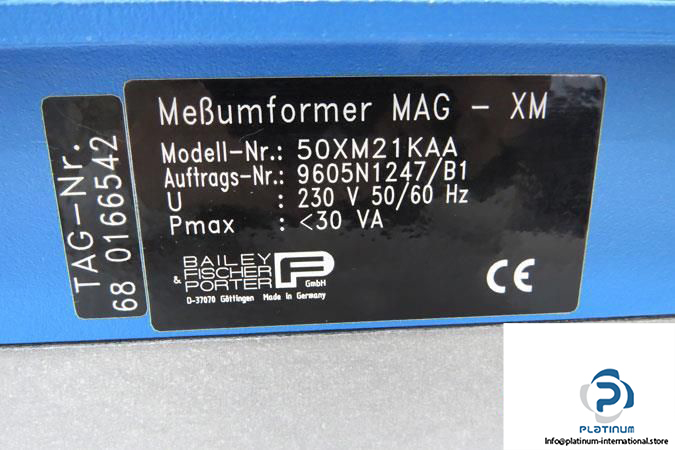 TAG-Nr.
68 0166542
Meßumformer MAG - XM
Modell-Nr.: 50XM21KAA
Auftrags-Nr.: 9605N1247/B1
U : 230 V 50/60 Hz
Pmax : <30 VA
BAILEY
FISCHER
& PORTER
GmbH
D-37070 Göttingen Made in Germany
CE
PLATINUM
Info@platinum-international.store